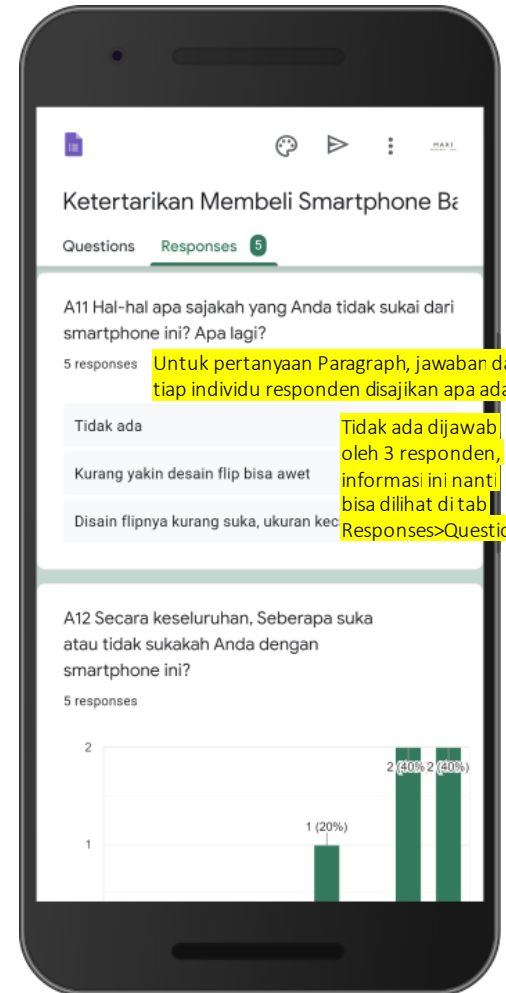 MAXI
Ketertarikan Membeli Smartphone Ba
Questions Responses 5
A11 Hal-hal apa sajakah yang Anda tidak sukai dari
smartphone ini? Apa lagi?
5 responses
Untuk pertanyaan Paragraph, jawaban da
tiap individu responden disajikan apa ada
Tidak ada
Kurang yakin desain flip bisa awet
Disain flipnya kurang suka, ukuran kec
Tidak ada dijawab
oleh 3 responden,
informasi ini nanti
bisa dilihat di tab
Responses>Questio
A12 Secara keseluruhan, Seberapa suka
atau tidak sukakah Anda dengan
smartphone ini?
5 responses
2
2 (40% 2 (40%)
1 (20%)
1